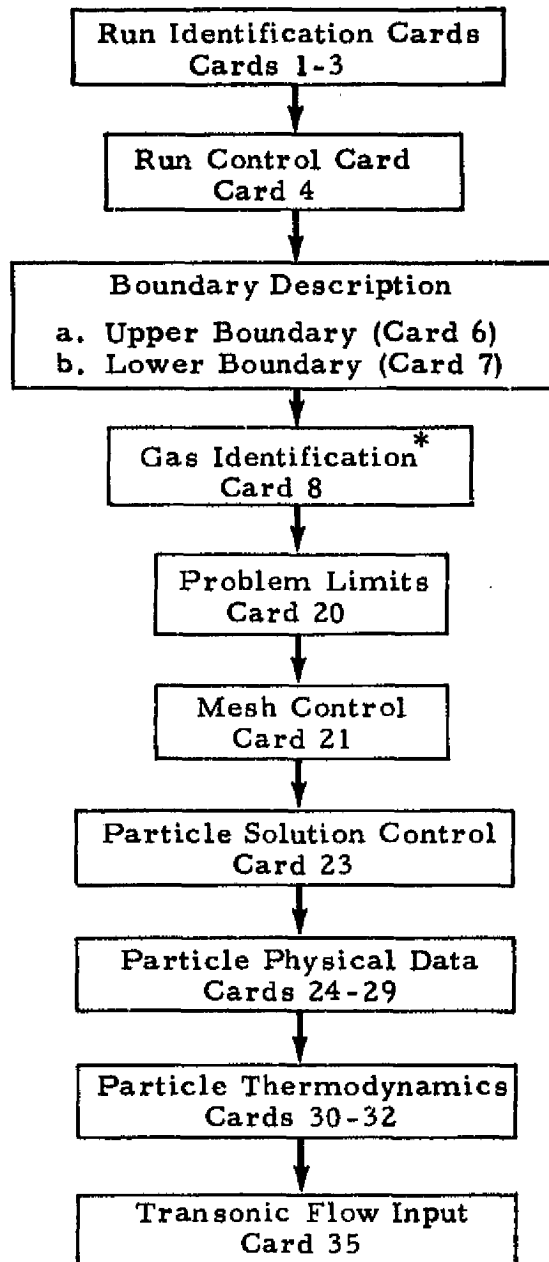 Run Identification Cards
Cards 1-3
Run Control Card
Card 4
Boundary Description
a. Upper Boundary (Card 6)
b. Lower Boundary (Card 7)
Gas Identification*
Card 8
Problem Limits
Card 20
Mesh Control
Card 21
Particle Solution Control
Card 23
Particle Physical Data
Cards 24-29
Particle Thermodynamics
Cards 30-32
Transonic Flow Input
Card 35